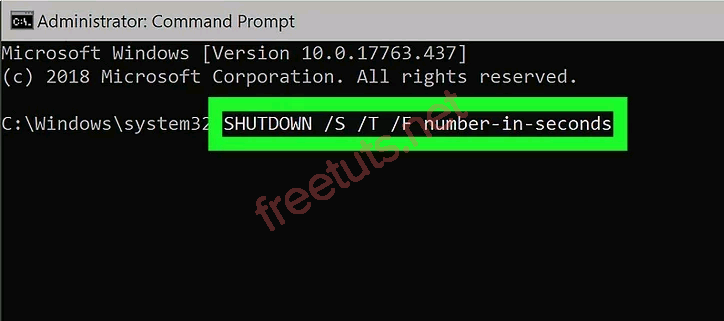 Administrator: Command Prompt
Microsoft Windows [Version 10.0.17763.437]
(c) 2018 Microsoft Corporation. All rights reserved.
C:\Windows\system32 SHUTDOWN /S /T /F number-in-seconds
freetuts.net